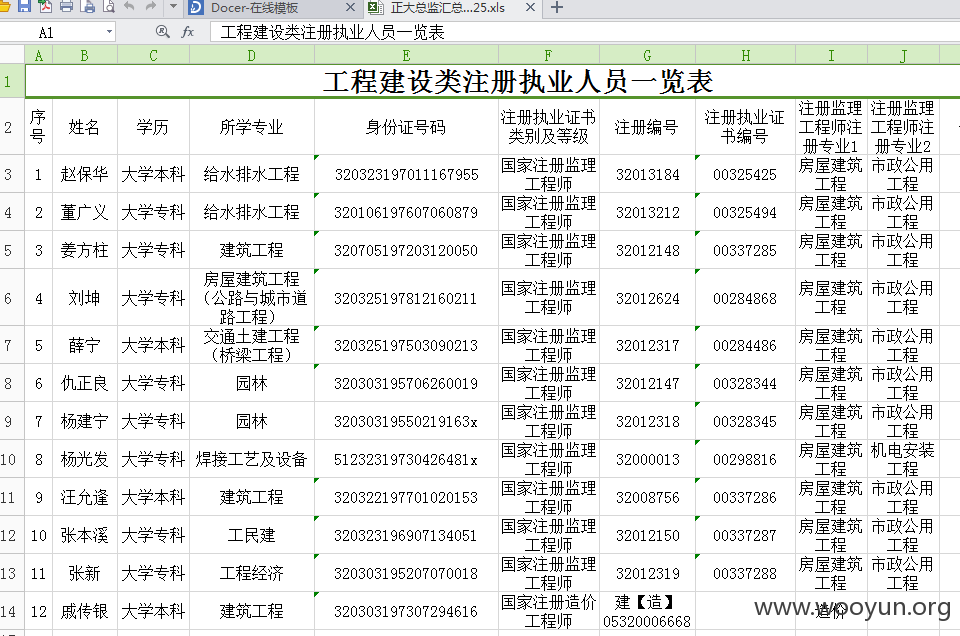 Docer-在线模板 正大总监汇总...25.xls
A1 fx 工程建设类注册执业人员一览表
A B C D E F G H I J
1 工程建设类注册执业人员一览表
2 序号 姓名 学历 所学专业 身份证号码 注册执业证书类别及等级 注册编号 注册执业证书编号 注册监理工程师注册专业1 注册监理工程师注册专业2
3 1 赵保华 大学本科 给水排水工程 320323197011167955 国家注册监理工程师 32013184 00325425 房屋建筑工程 市政公用工程
4 2 董广义 大学专科 给水排水工程 320106197607060879 国家注册监理工程师 32013212 00325494 房屋建筑工程 市政公用工程
5 3 姜方柱 大学专科 建筑工程 320705197203120050 国家注册监理工程师 32012148 00337285 房屋建筑工程 市政公用工程
6 4 刘坤 大学专科 房屋建筑工程（公路与城市道路工程） 320325197812160211 国家注册监理工程师 32012624 00284868 房屋建筑工程 市政公用工程
7 5 薛宁 大学本科 交通土建工程（桥梁工程） 320325197503090213 国家注册监理工程师 32012317 00284486 房屋建筑工程 市政公用工程
8 6 仇正良 大学专科 园林 320303195706260019 国家注册监理工程师 32012147 00328344 房屋建筑工程 市政公用工程
9 7 杨建宁 大学专科 园林 32030319550219163x 国家注册监理工程师 32012318 00328345 房屋建筑工程 市政公用工程
10 8 杨光发 大学专科 焊接工艺及设备 51232319730426481x 国家注册监理工程师 32000013 00298816 房屋建筑工程 机电安装工程
11 9 汪允逢 大学本科 建筑工程 320322197701020153 国家注册监理工程师 32008756 00337286 房屋建筑工程 市政公用工程
12 10 张本溪 大学专科 工民建 320323196907134051 国家注册监理工程师 32012150 00337287 房屋建筑工程 市政公用工程
13 11 张新 大学专科 工程经济 320303195207070018 国家注册监理工程师 32012319 00337288 房屋建筑工程 市政公用工程
14 12 戚传银 大学本科 建筑工程 320303197307294616 国家注册造价工程师 建【造】05320006668 造价
www.wooyun.org